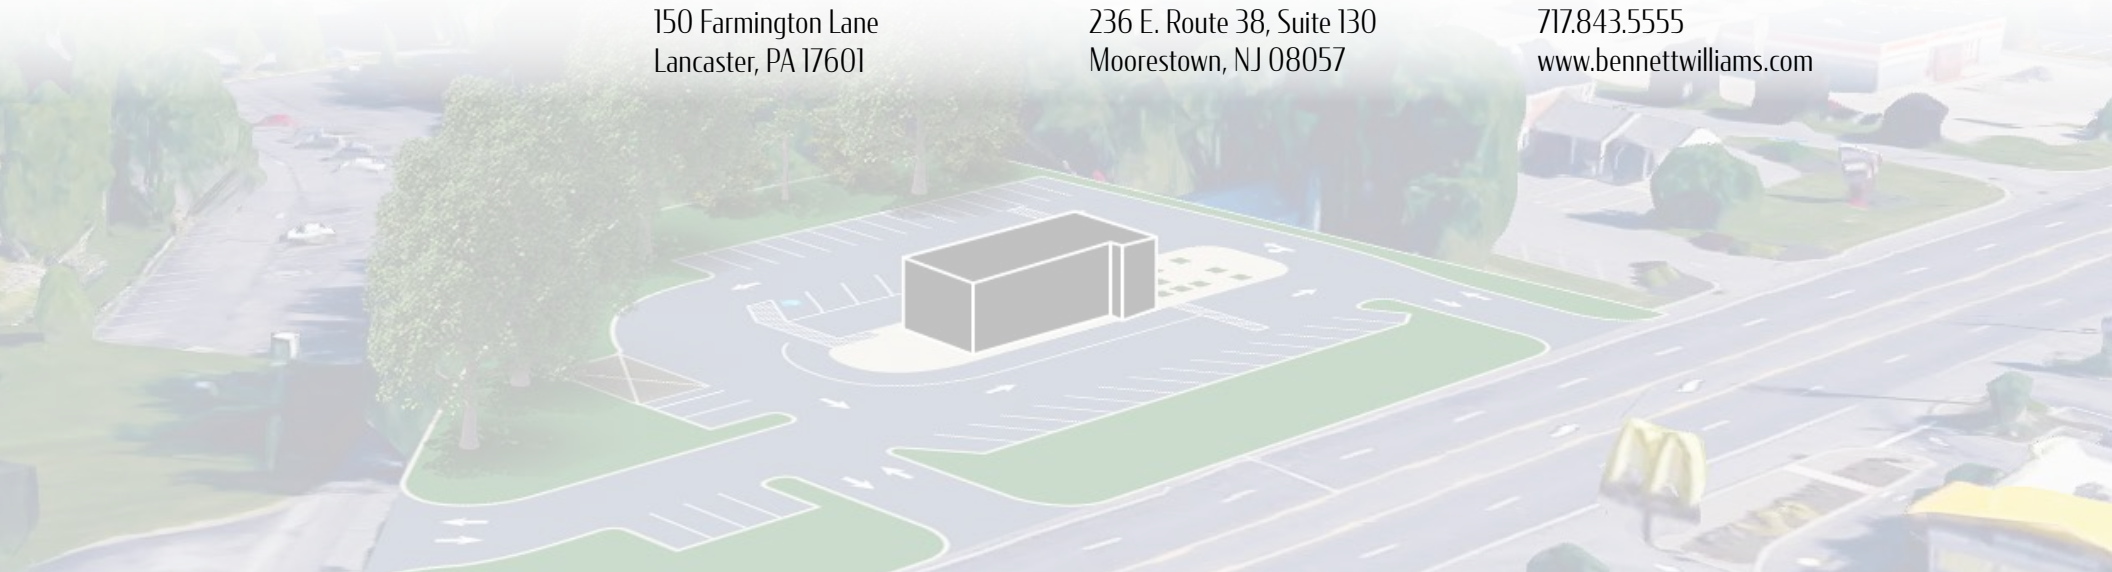 150 Farmington Lane
Lancaster, PA 17601
236 E. Route 38, Suite 130
Moorestown, NJ 08057
717.843.5555
www.bennettwilliams.com